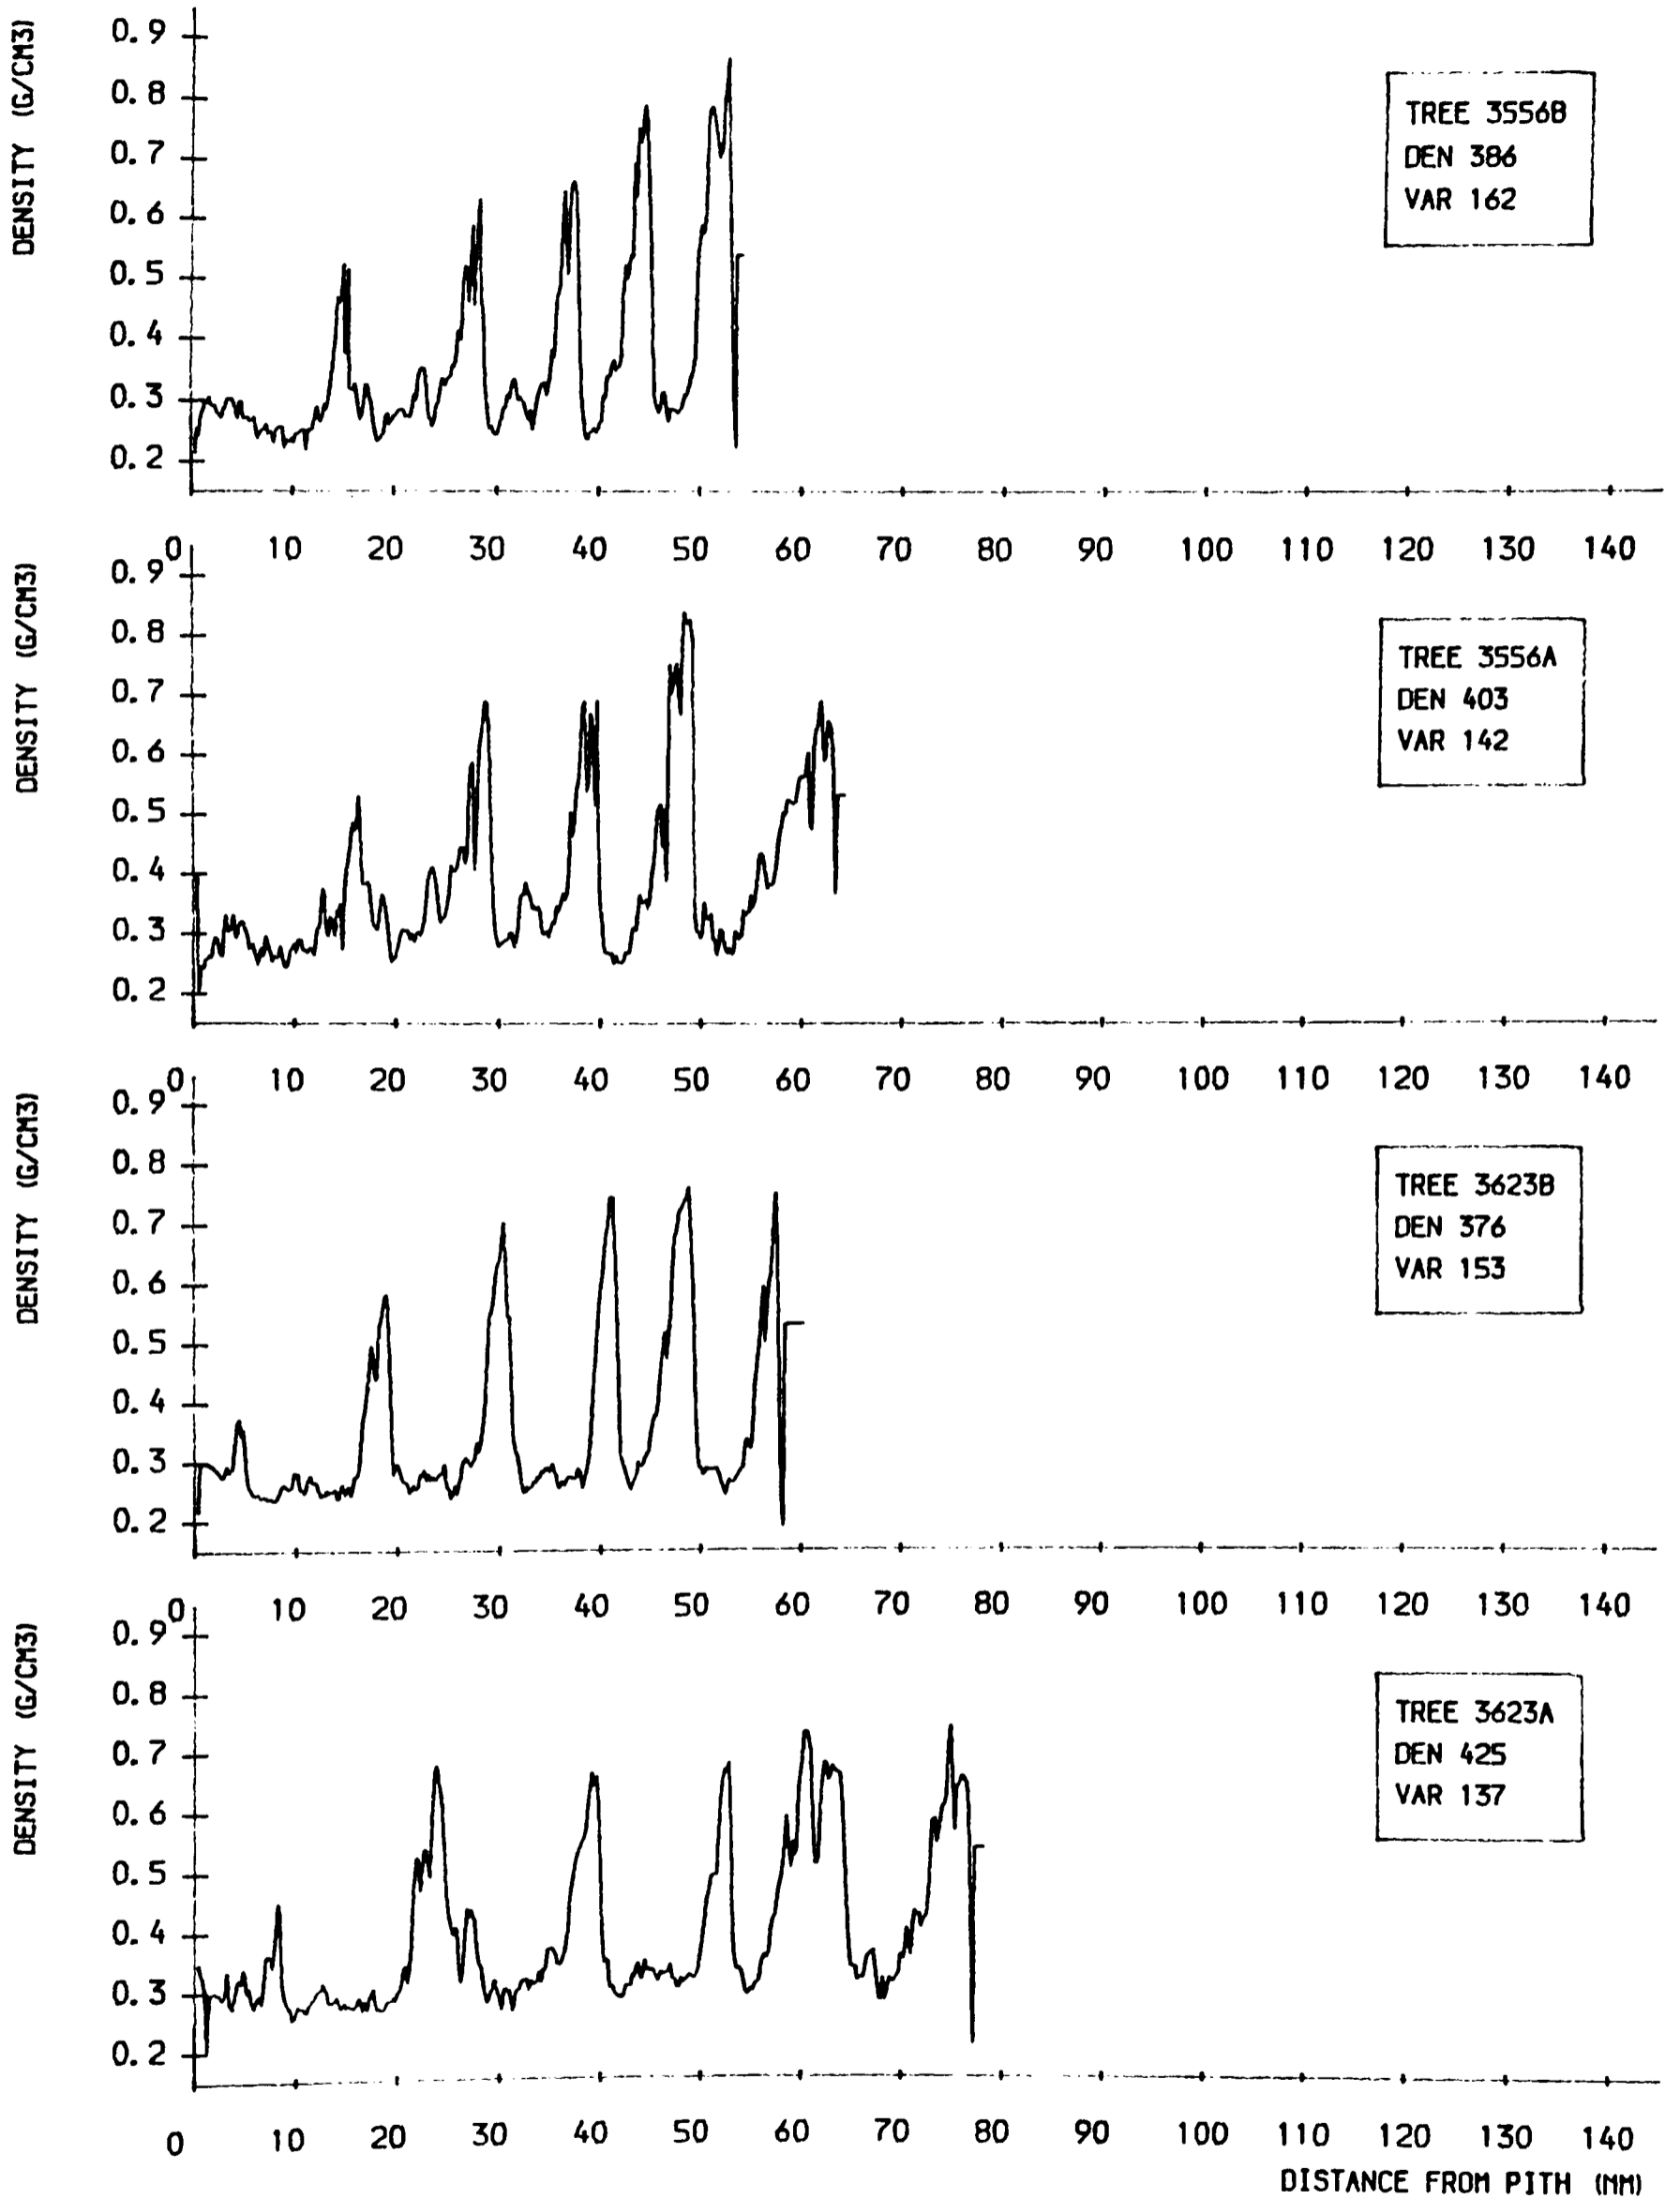 DENSITY (G/CM3)
0.9
0.8
0.7
0.6
0.5
0.4
0.3
0.2
TREE 3556B
DEN 386
VAR 162
0 10 20 30 40 50 60 70 80 90 100 110 120 130 140
DENSITY (G/CM3)
0.9
0.8
0.7
0.6
0.5
0.4
0.3
0.2
TREE 3556A
DEN 403
VAR 142
0 10 20 30 40 50 60 70 80 90 100 110 120 130 140
DENSITY (G/CM3)
0.9
0.8
0.7
0.6
0.5
0.4
0.3
0.2
TREE 3623B
DEN 376
VAR 153
0 10 20 30 40 50 60 70 80 90 100 110 120 130 140
DENSITY (G/CM3)
0.9
0.8
0.7
0.6
0.5
0.4
0.3
0.2
TREE 3623A
DEN 425
VAR 137
0 10 20 30 40 50 60 70 80 90 100 110 120 130 140
DISTANCE FROM PITH (MM)